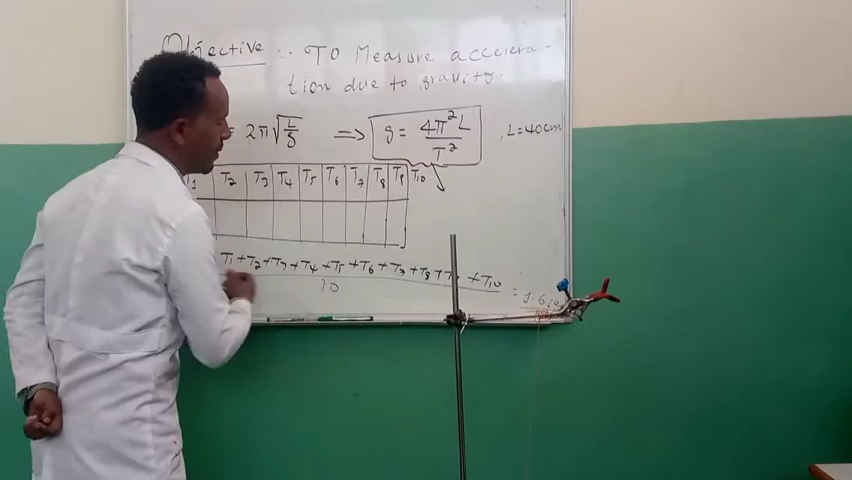 Objective :- To Measure accelera-
tion due to gravity.
= 2π√L/g => g = 4π²L/T² , L=40cm
T₁ T₂ T₃ T₄ T₅ T₆ T₇ T₈ T₉ T₁₀
T₁+T₂+T₃+T₄+T₅+T₆+T₇+T₈+ +T₁₀
10